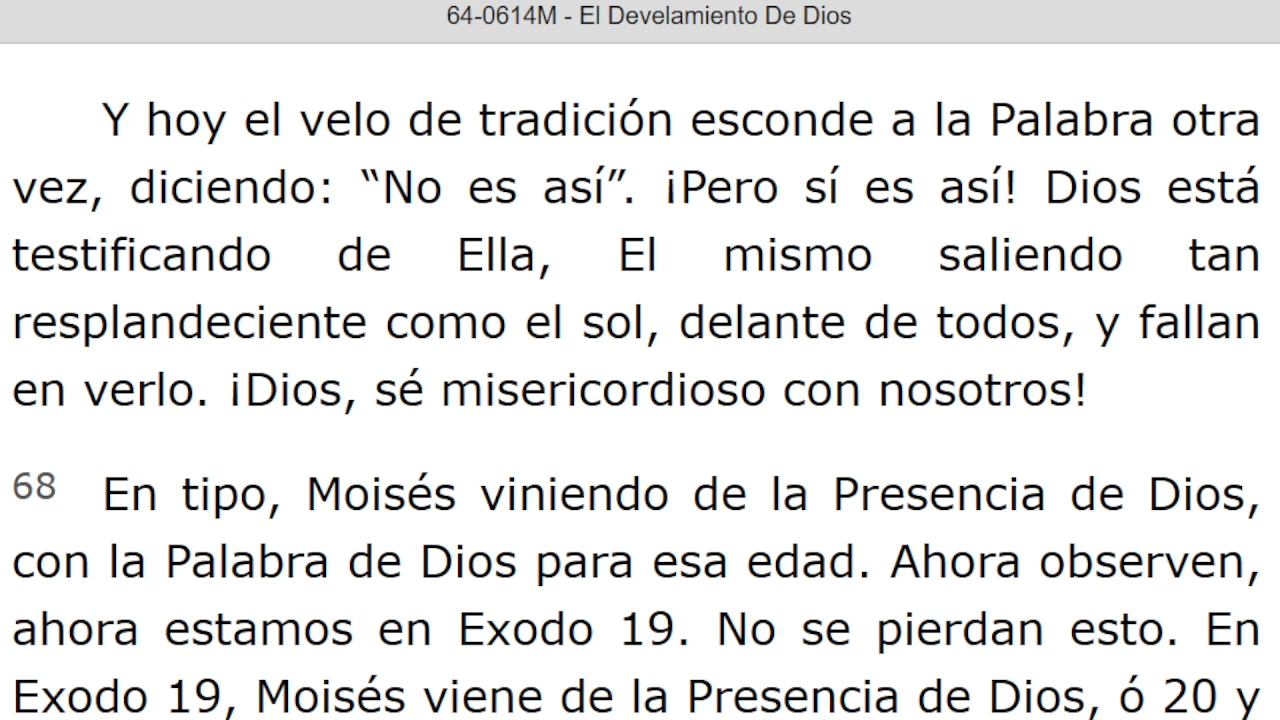 64-0614M - El Develamiento De Dios
Y hoy el velo de tradición esconde a la Palabra otra
vez, diciendo: “No es así”. ¡Pero sí es así! Dios está
testificando de Ella, El mismo saliendo tan
resplandeciente como el sol, delante de todos, y fallan
en verlo. ¡Dios, sé misericordioso con nosotros!
68 En tipo, Moisés viniendo de la Presencia de Dios,
con la Palabra de Dios para esa edad. Ahora observen,
ahora estamos en Exodo 19. No se pierdan esto. En
Exodo 19, Moisés viene de la Presencia de Dios, ó 20 y